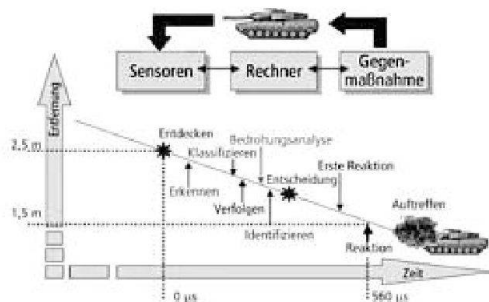 Sensoren
Rechner
Gegen-
maßnahme
Entfernung
2,5 m
1,5 m
Entdecken
Klassifizieren
Bedrohungsanalyse
Erkennen
Verfolgen
Entscheidung
Identifizieren
Erste Reaktion
Auftreffen
Reaktion
Zeit
0 µs
560 µs